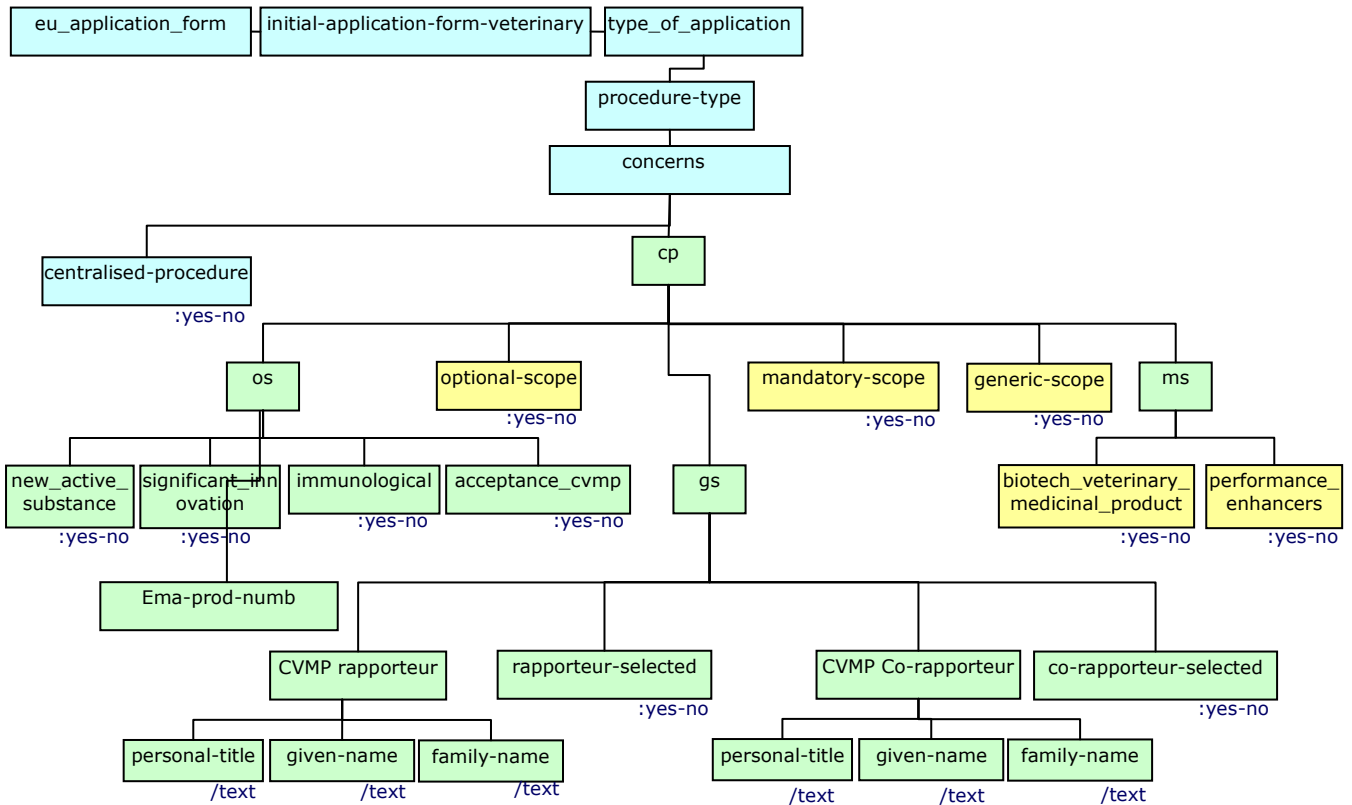 eu_application_form
initial-application-form-veterinary
type_of_application
procedure-type
concerns
centralised-procedure
:yes-no
cp
os
optional-scope
:yes-no
mandatory-scope
:yes-no
generic-scope
:yes-no
ms
new_active_
substance
:yes-no
significant_inn
ovation
:yes-no
immunological
:yes-no
acceptance_cvmp
:yes-no
gs
biotech_veterinary_
medicinal_product
:yes-no
performance_
enhancers
:yes-no
Ema-prod-numb
CVMP rapporteur
rapporteur-selected
:yes-no
CVMP Co-rapporteur
co-rapporteur-selected
:yes-no
personal-title
/text
given-name
/text
family-name
/text
personal-title
/text
given-name
/text
family-name
/text